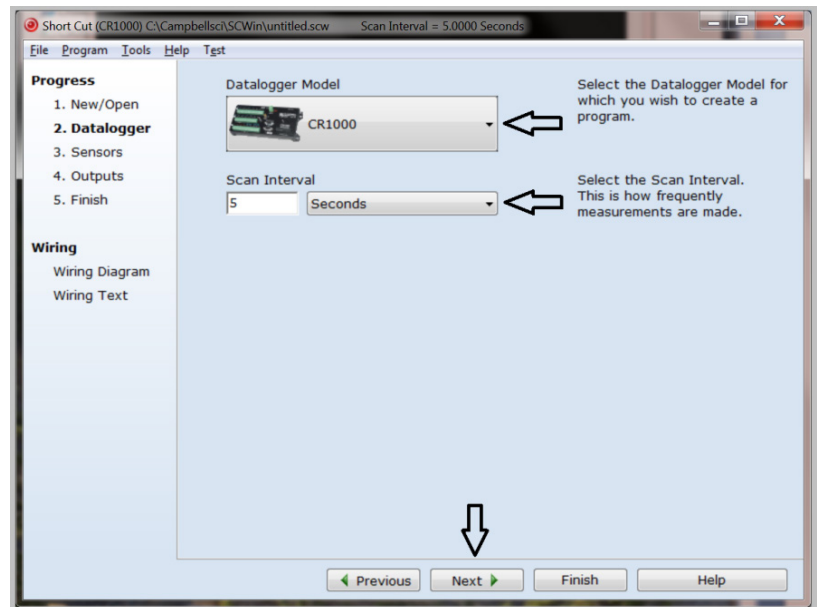 Short Cut (CR1000) C:\Campbellsci\SCWin\untitled.scw Scan Interval = 5.0000 Seconds
File Program Tools Help Test
Progress
1. New/Open
2. Datalogger
3. Sensors
4. Outputs
5. Finish
Wiring
Wiring Diagram
Wiring Text
Datalogger Model
CR1000
Select the Datalogger Model for
which you wish to create a
program.
Scan Interval
5 Seconds
Select the Scan Interval.
This is how frequently
measurements are made.
Previous Next Finish Help